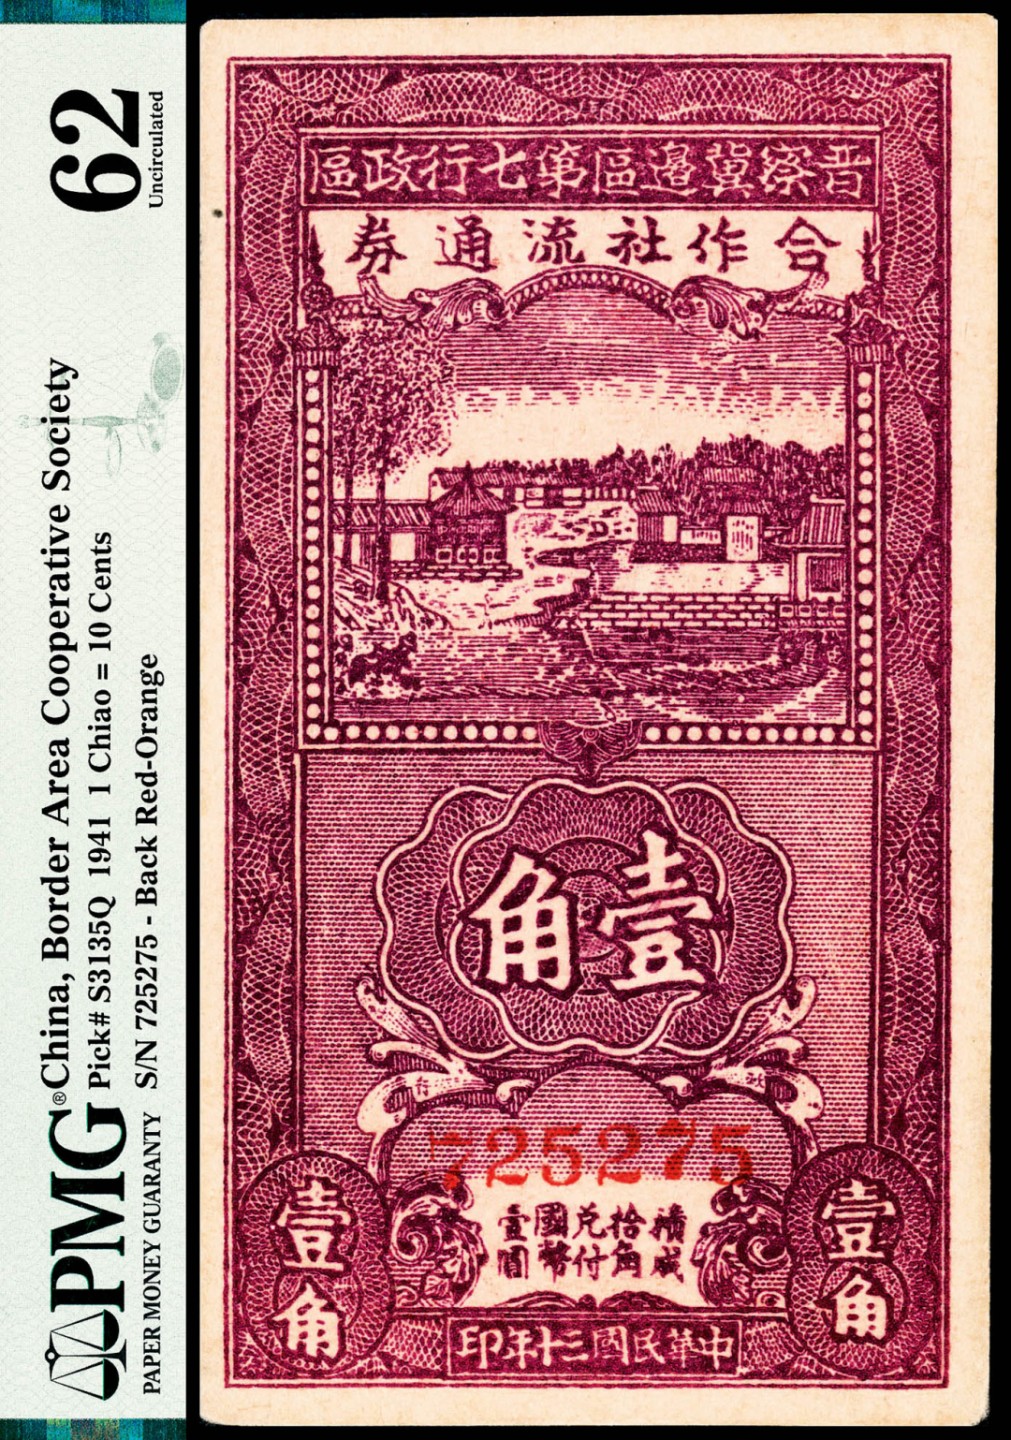 PMG®
PAPER MONEY GUARANTY
China, Border Area Cooperative Society
Pick# S3135Q 1941 1 Chiao = 10 Cents
S/N 725275 - Back Red-Orange
62
Uncirculated
晉察冀邊區第七行政區
合作社流通券
壹角
725275
成
拾角
兌付
國幣
壹圓
壹角
壹角
中華民國三十年印